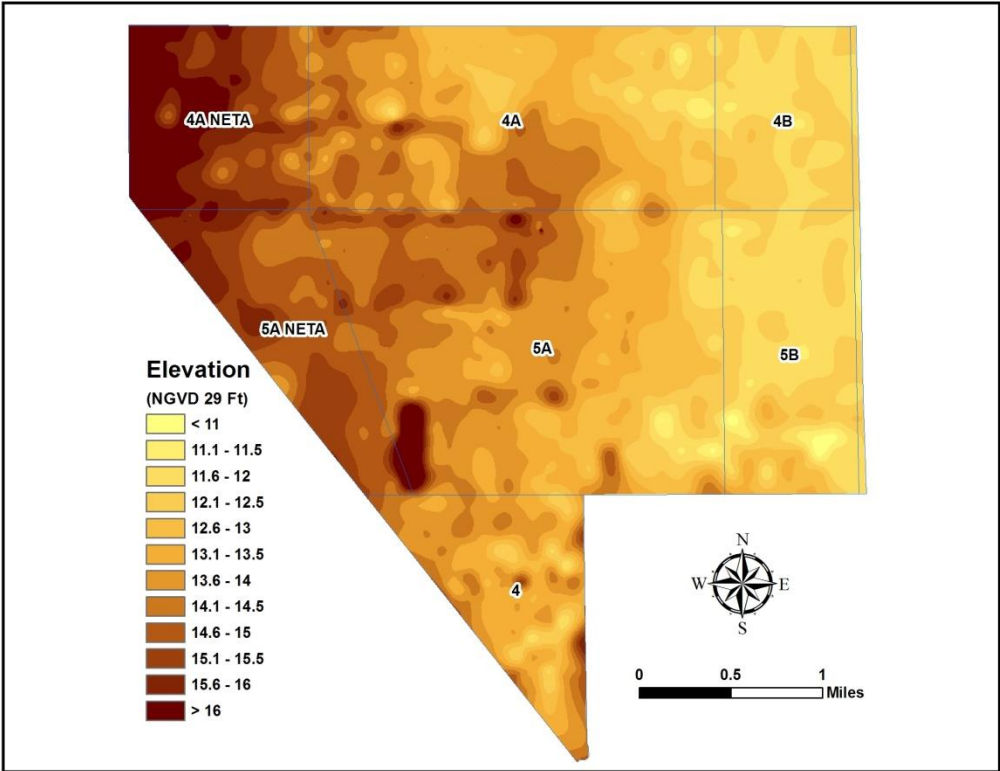 4A NETA
4A
4B
5A NETA
5A
5B
4
Elevation
(NGVD 29 Ft)
< 11
11.1 - 11.5
11.6 - 12
12.1 - 12.5
12.6 - 13
13.1 - 13.5
13.6 - 14
14.1 - 14.5
14.6 - 15
15.1 - 15.5
15.6 - 16
> 16
N
W E
S
0 0.5 1
Miles